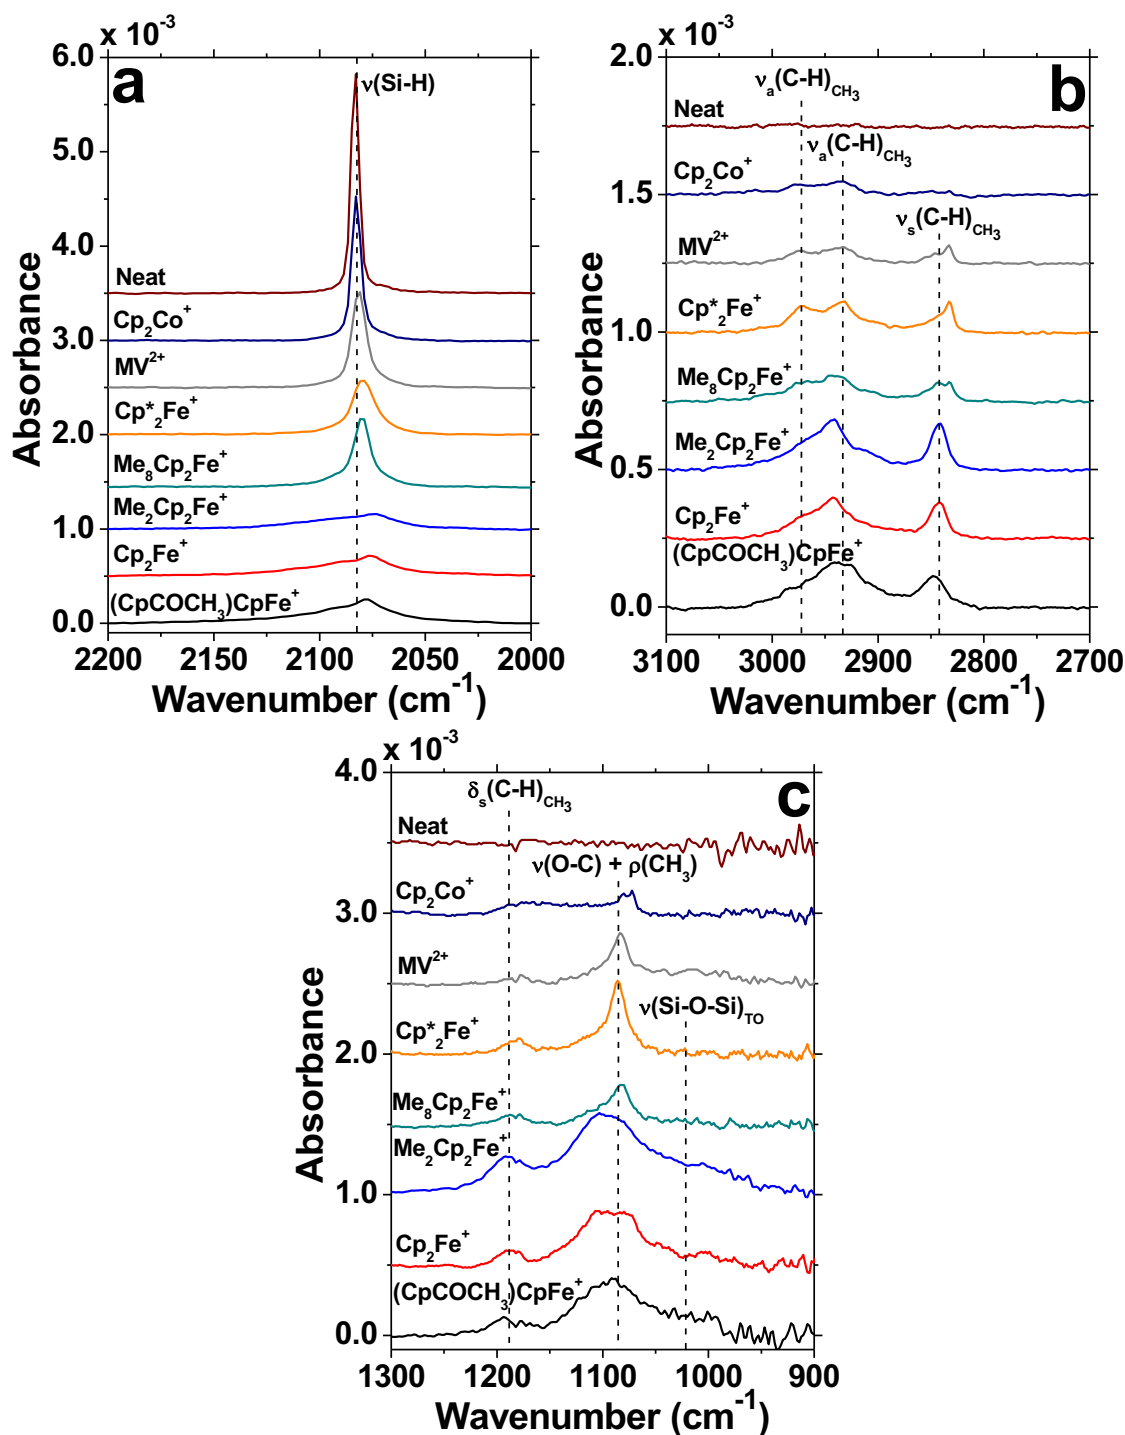 x 10⁻³
a
ν(Si-H)
6.0
5.0
4.0
3.0
2.0
1.0
0.0
Absorbance
Neat
Cp₂Co⁺
MV²⁺
Cp*₂Fe⁺
Me₈Cp₂Fe⁺
Me₂Cp₂Fe⁺
Cp₂Fe⁺
(CpCOCH₃)CpFe⁺
2200 2150 2100 2050 2000
Wavenumber (cm⁻¹)
x 10⁻³
b
νₐ(C-H)CH₃
νₐ(C-H)CH₃
νₛ(C-H)CH₃
2.0
1.5
1.0
0.5
0.0
Absorbance
Neat
Cp₂Co⁺
MV²⁺
Cp*₂Fe⁺
Me₈Cp₂Fe⁺
Me₂Cp₂Fe⁺
Cp₂Fe⁺
(CpCOCH₃)CpFe⁺
3100 3000 2900 2800 2700
Wavenumber (cm⁻¹)
x 10⁻³
c
δₛ(C-H)CH₃
ν(O-C) + ρ(CH₃)
ν(Si-O-Si)TO
4.0
3.0
2.0
1.0
0.0
Absorbance
Neat
Cp₂Co⁺
MV²⁺
Cp*₂Fe⁺
Me₈Cp₂Fe⁺
Me₂Cp₂Fe⁺
Cp₂Fe⁺
(CpCOCH₃)CpFe⁺
1300 1200 1100 1000 900
Wavenumber (cm⁻¹)